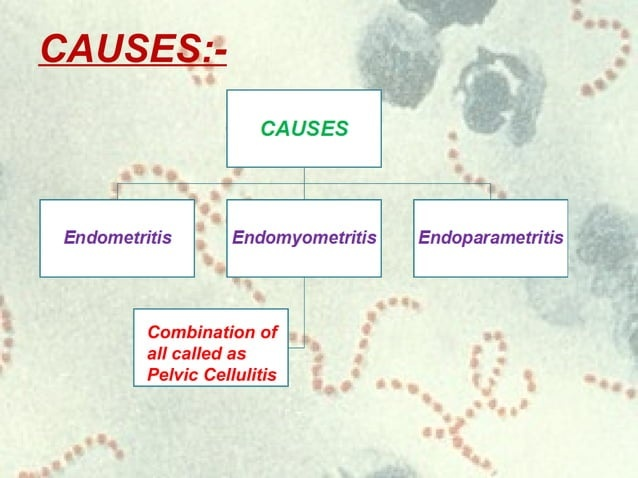 CAUSES:-
CAUSES
Endometritis
Endomyometritis
Endoparametritis
Combination of
all called as
Pelvic Cellulitis